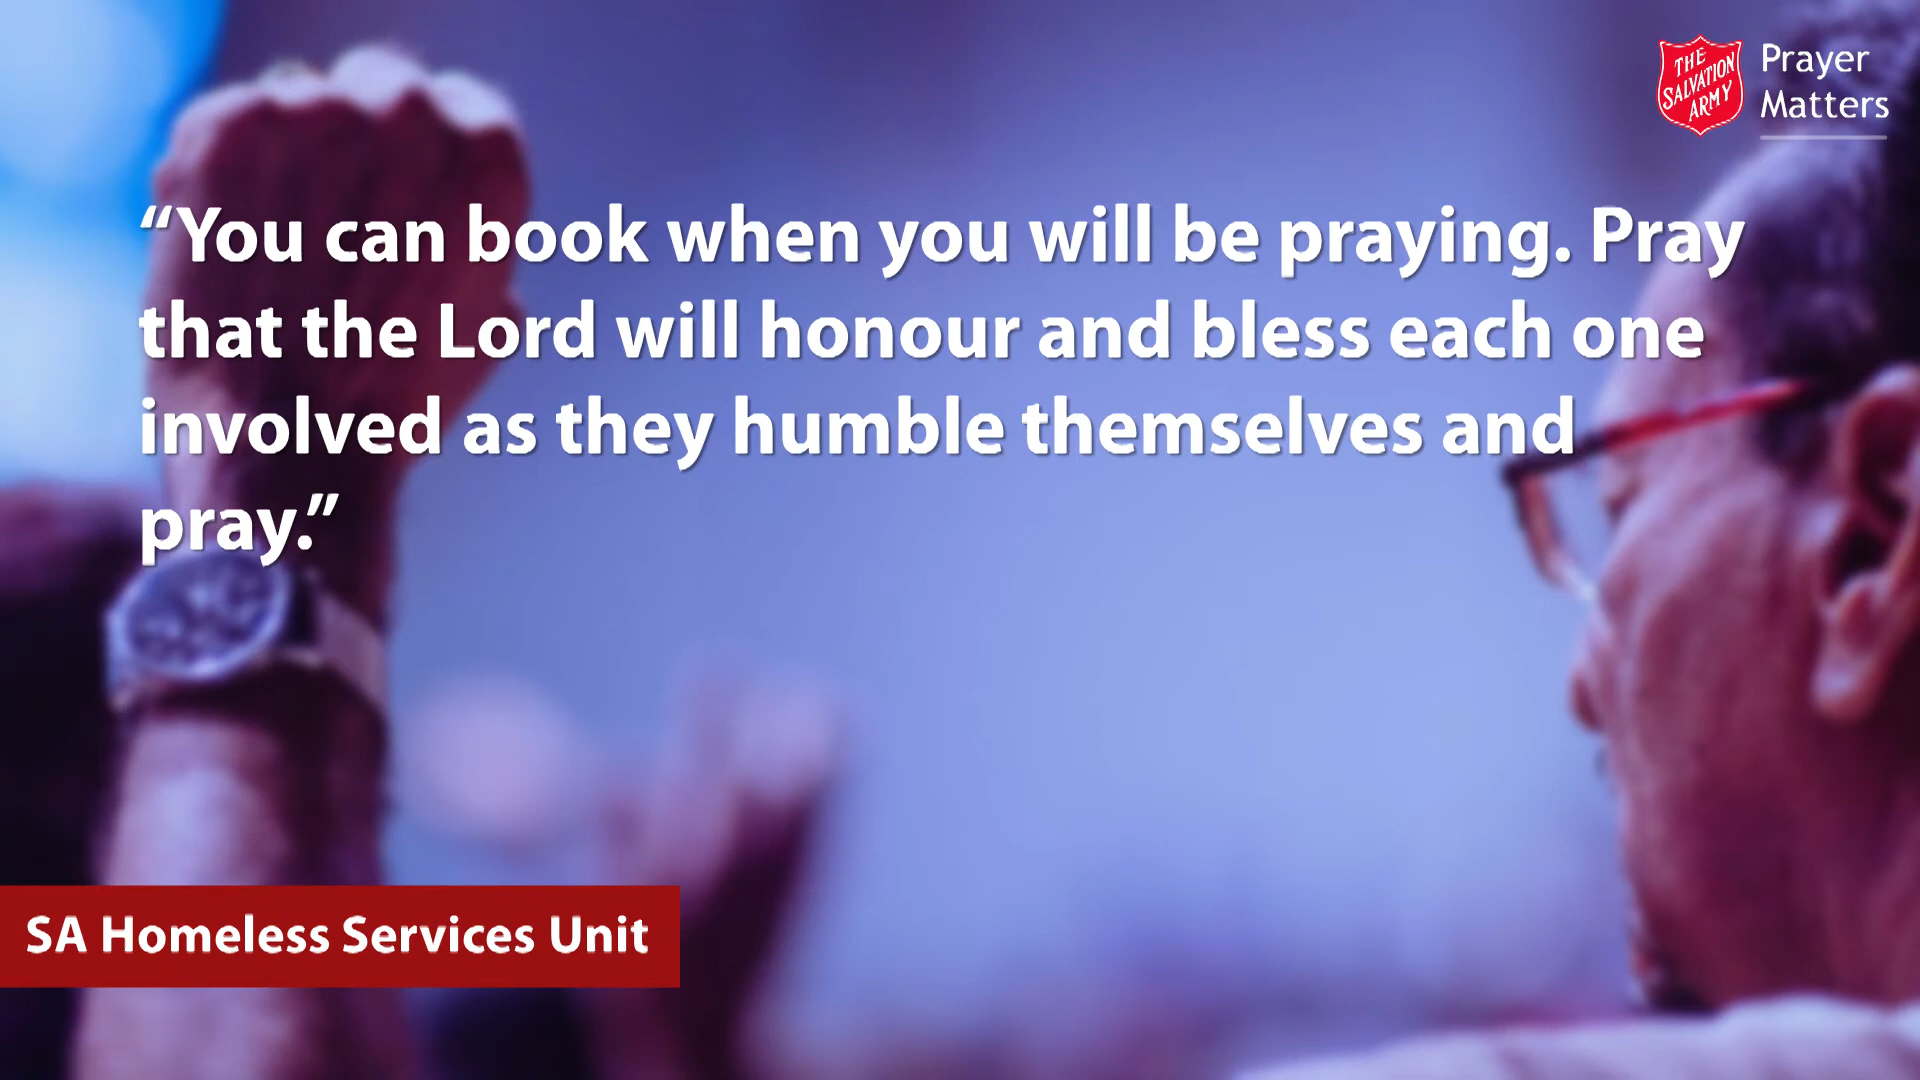 THE
SALVATION
ARMY
Prayer
Matters
“You can book when you will be praying. Pray
that the Lord will honour and bless each one
involved as they humble themselves and
pray.”
SA Homeless Services Unit